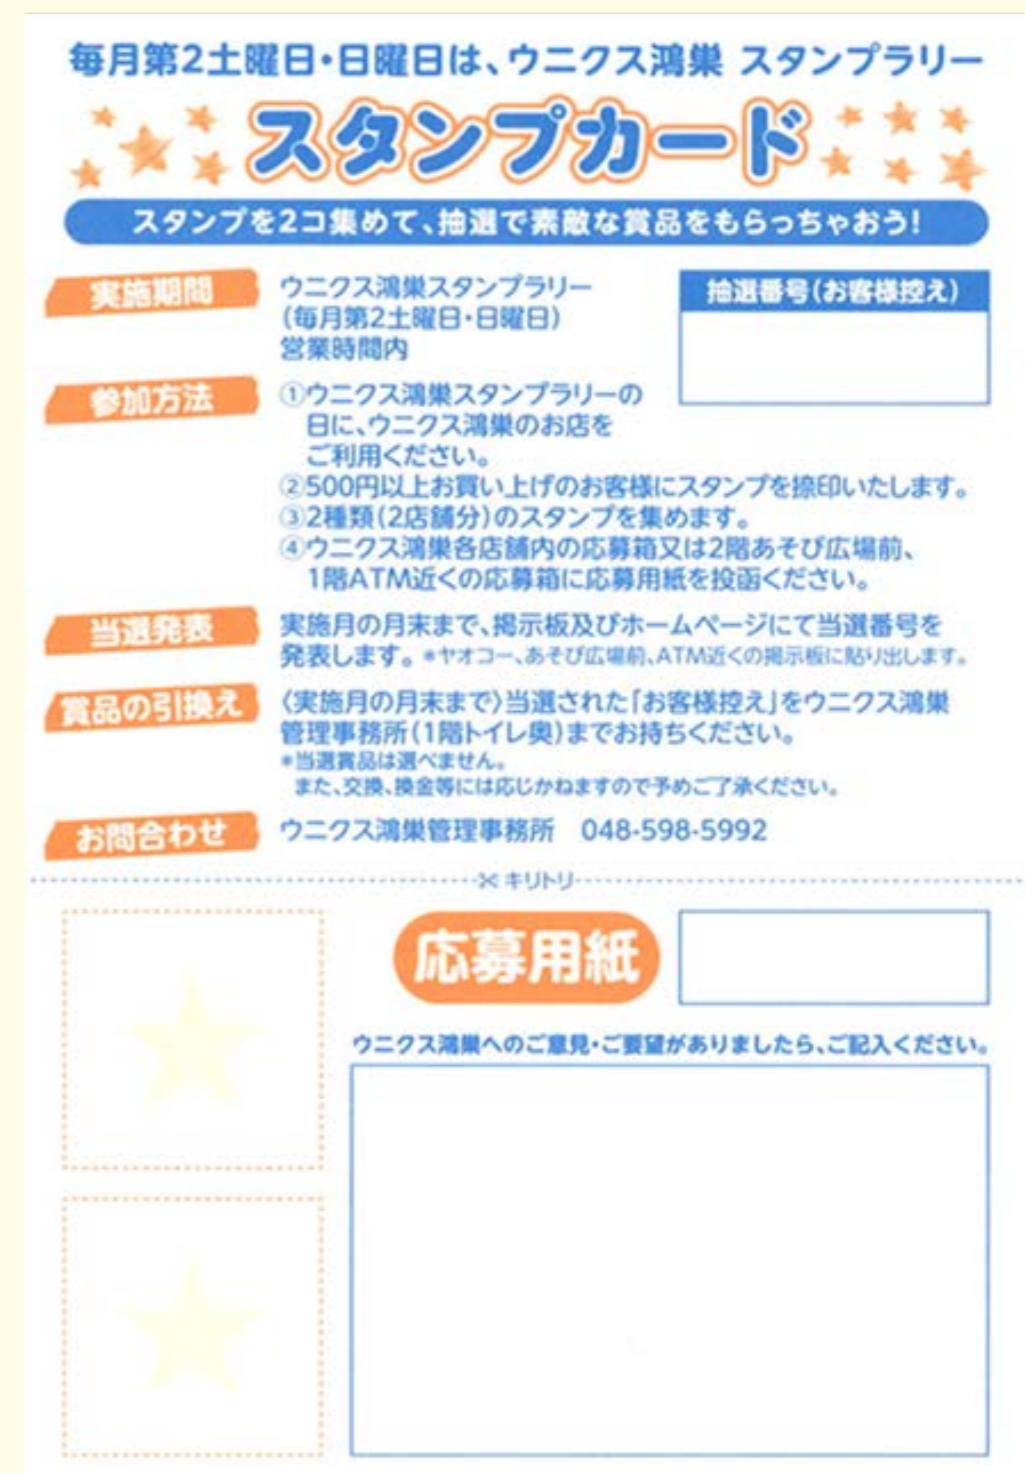 毎月第2土曜日・日曜日は、ウニクス鴻巣 スタンプラリー
スタンプカード
スタンプを2コ集めて、抽選で素敵な賞品をもらっちゃおう!
実施期間
ウニクス鴻巣スタンプラリー
(毎月第2土曜日・日曜日)
営業時間内
抽選番号(お客様控え)
参加方法
①ウニクス鴻巣スタンプラリーの
日に、ウニクス鴻巣のお店を
ご利用ください。
②500円以上お買い上げのお客様にスタンプを捺印いたします。
③2種類(2店舗分)のスタンプを集めます。
④ウニクス鴻巣各店舗内の応募箱又は2階あそび広場前、
1階ATM近くの応募箱に応募用紙を投函ください。
当選発表
実施月の月末まで、掲示板及びホームページにて当選番号を
発表します。*ヤオコー、あそび広場前、ATM近くの掲示板に貼り出します。
賞品の引換え
〈実施月の月末まで〉当選された「お客様控え」をウニクス鴻巣
管理事務所(1階トイレ奥)までお持ちください。
*当選賞品は選べません。
また、交換、換金等には応じかねますので予めご了承ください。
お問合わせ
ウニクス鴻巣管理事務所 048-598-5992
キリトリ
応募用紙
ウニクス鴻巣へのご意見・ご要望がありましたら、ご記入ください。